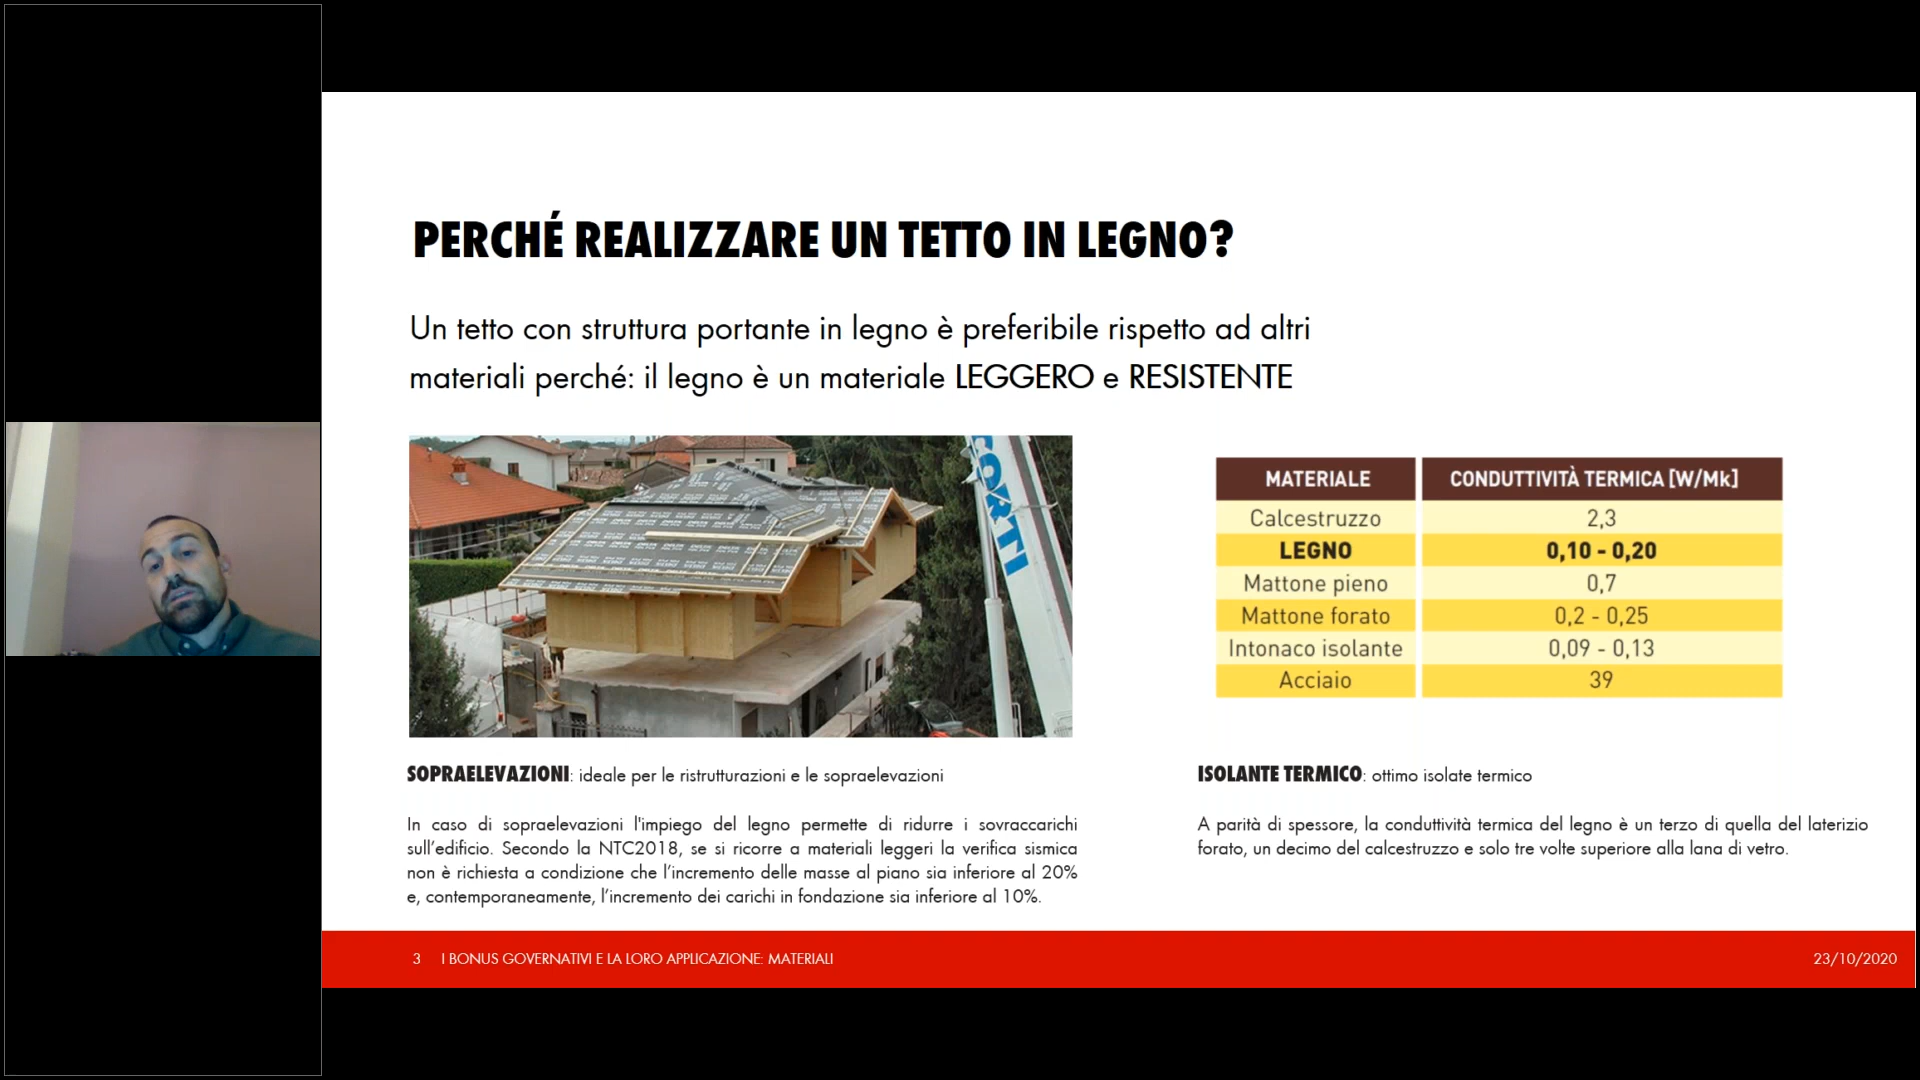 PERCHÉ REALIZZARE UN TETTO IN LEGNO?
Un tetto con struttura portante in legno è preferibile rispetto ad altri
materiali perché: il legno è un materiale LEGGERO e RESISTENTE
CORTI
MATERIALE CONDUTTIVITÀ TERMICA [W/Mk]
Calcestruzzo 2,3
LEGNO 0,10 - 0,20
Mattone pieno 0,7
Mattone forato 0,2 - 0,25
Intonaco isolante 0,09 - 0,13
Acciaio 39
SOPRAELEVAZIONI: ideale per le ristrutturazioni e le sopraelevazioni
In caso di sopraelevazioni l'impiego del legno permette di ridurre i sovraccarichi
sull’edificio. Secondo la NTC2018, se si ricorre a materiali leggeri la verifica sismica
non è richiesta a condizione che l’incremento delle masse al piano sia inferiore al 20%
e, contemporaneamente, l’incremento dei carichi in fondazione sia inferiore al 10%.
ISOLANTE TERMICO: ottimo isolate termico
A parità di spessore, la conduttività termica del legno è un terzo di quella del laterizio
forato, un decimo del calcestruzzo e solo tre volte superiore alla lana di vetro.
3 I BONUS GOVERNATIVI E LA LORO APPLICAZIONE: MATERIALI
23/10/2020